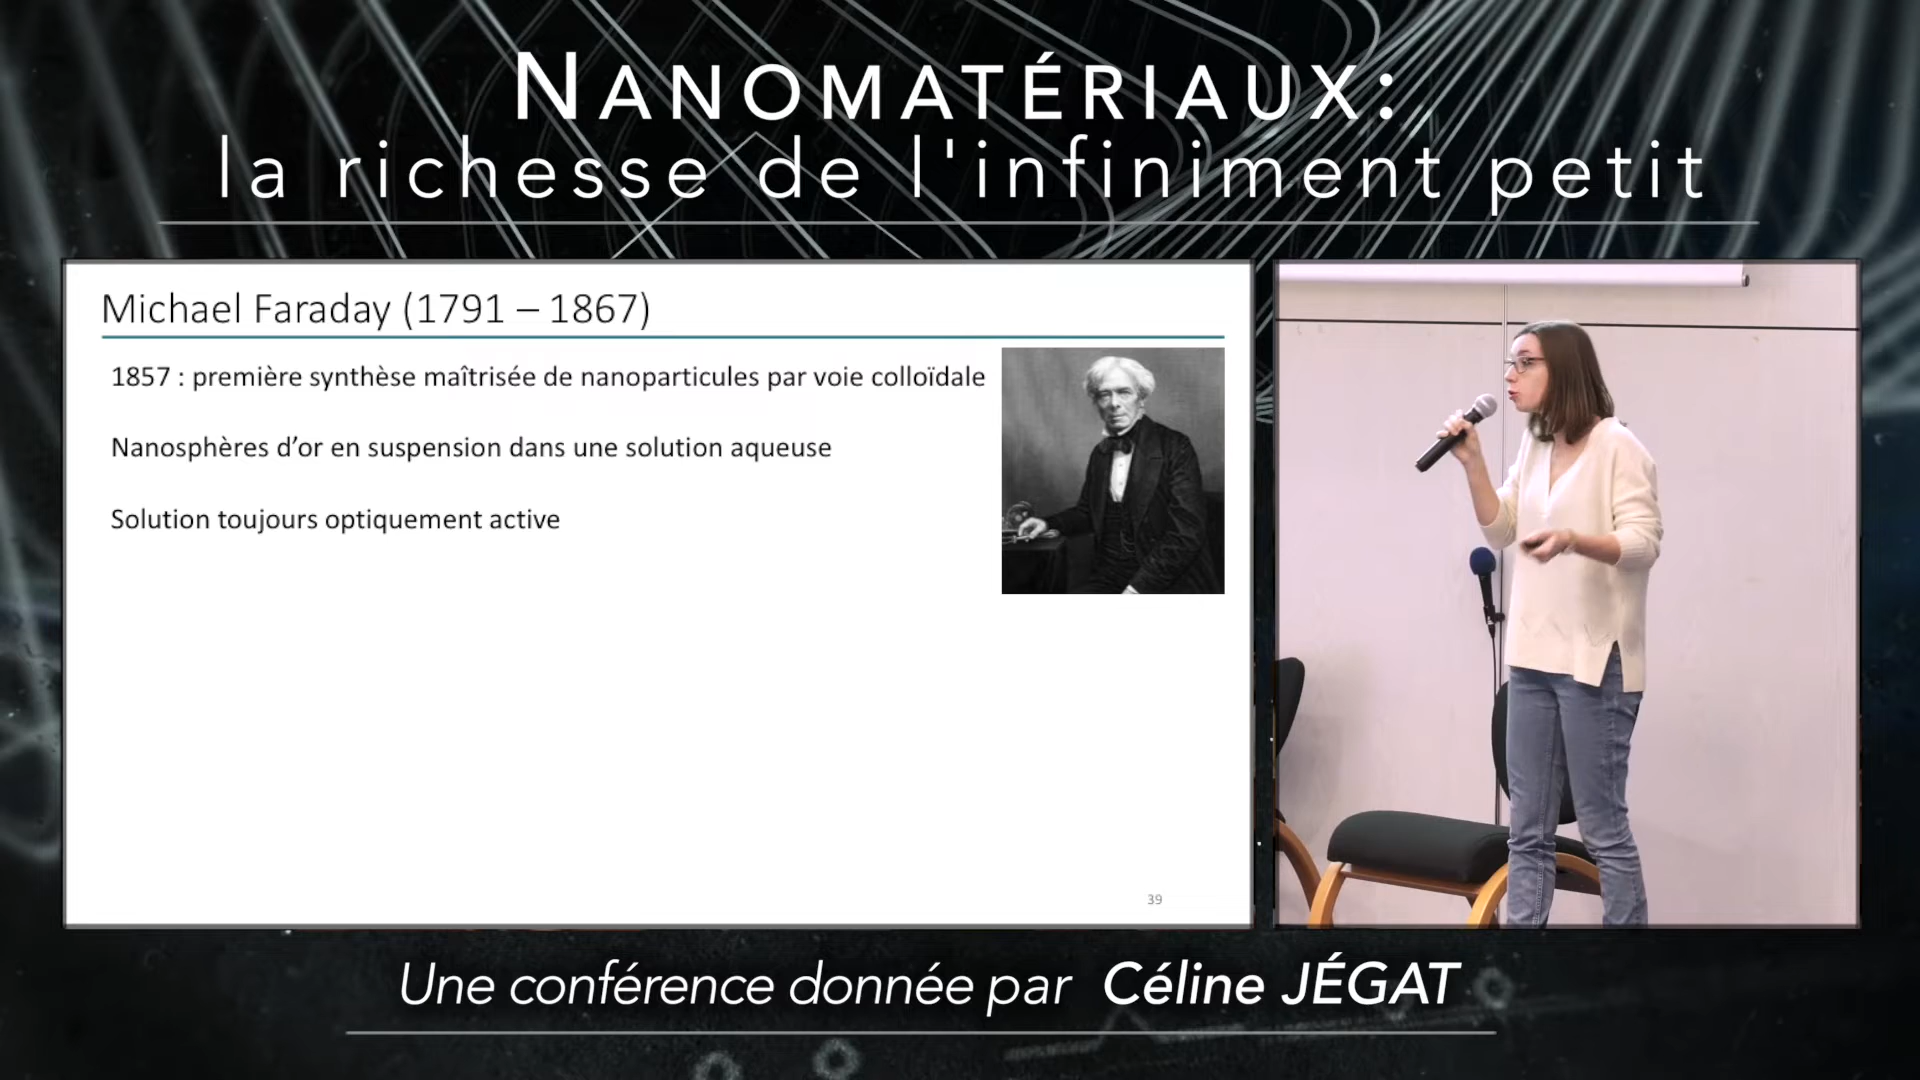 NANOMATÉRIAUX:
la richesse de l'infiniment petit
Michael Faraday (1791 – 1867)
1857 : première synthèse maîtrisée de nanoparticules par voie colloïdale
Nanosphères d’or en suspension dans une solution aqueuse
Solution toujours optiquement active
39
Une conférence donnée par Céline JÉGAT